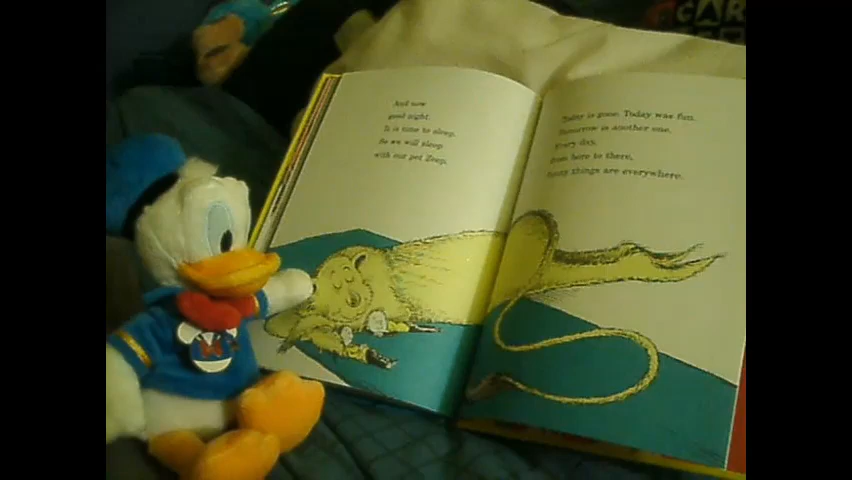 And now
good night.
It is time to sleep.
So we will sleep
with our pet Zeep.
Today is gone. Today was fun.
Tomorrow is another one.
Every day,
from here to there,
funny things are everywhere.
CAR